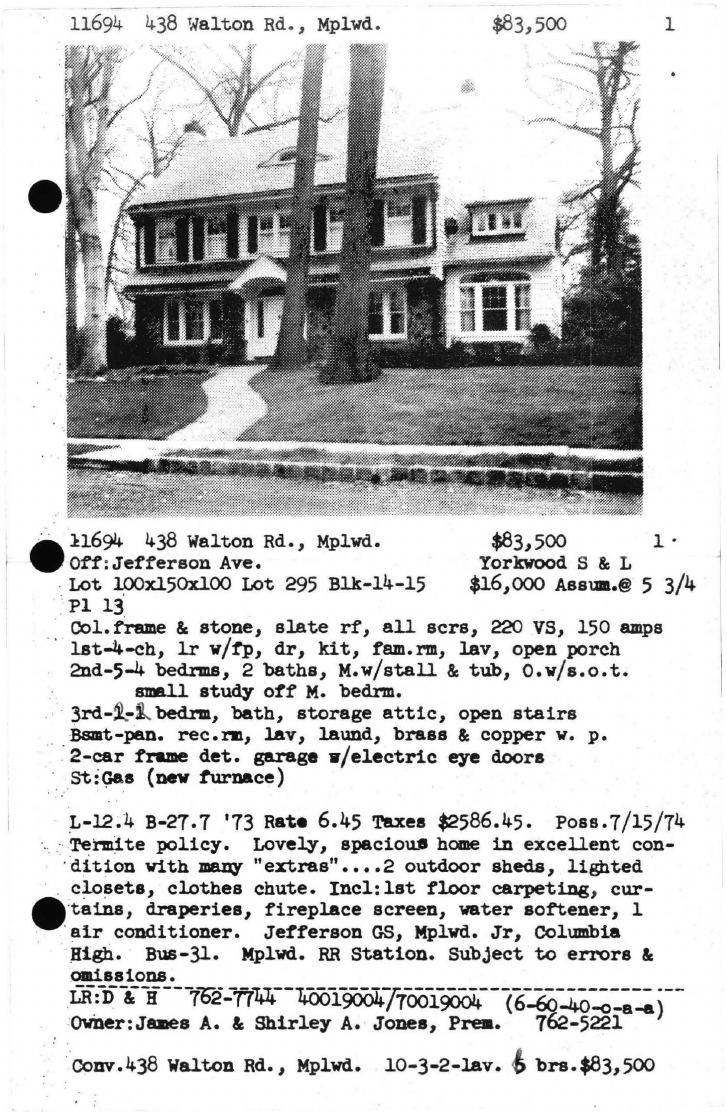 11694 438 Walton Rd., Mplwd. $83,500 1
11694 438 Walton Rd., Mplwd. $83,500 1
Off:Jefferson Ave. Yorkwood S & L
Lot 100x150x100 Lot 295 Blk-14-15 $16,000 Assum.@ 5 3/4
Pl 13
Col.frame & stone, slate rf, all scrs, 220 VS, 150 amps
1st-4-ch, lr w/fp, dr, kit, fam.rm, lav, open porch
2nd-5-4 bedrms, 2 baths, M.w/stall & tub, O.w/s.o.t.
small study off M. bedrm.
3rd-1-1 bedrm, bath, storage attic, open stairs
Bsmt-pan. rec.rm, lav, laund, brass & copper w. p.
2-car frame det. garage w/electric eye doors
St:Gas (new furnace)
L-12.4 B-27.7 '73 Rate 6.45 Taxes $2586.45. Poss.7/15/74
Termite policy. Lovely, spacious home in excellent con-
dition with many "extras"....2 outdoor sheds, lighted
closets, clothes chute. Incl:1st floor carpeting, cur-
tains, draperies, fireplace screen, water softener, 1
air conditioner. Jefferson GS, Mplwd. Jr, Columbia
High. Bus-31. Mplwd. RR Station. Subject to errors &
omissions.
LR:D & H 762-7744 40019004/70019004 (6-60-40-o-a-a)
Owner:James A. & Shirley A. Jones, Prem. 762-5221
Conv.438 Walton Rd., Mplwd. 10-3-2-lav. 5 brs.$83,500